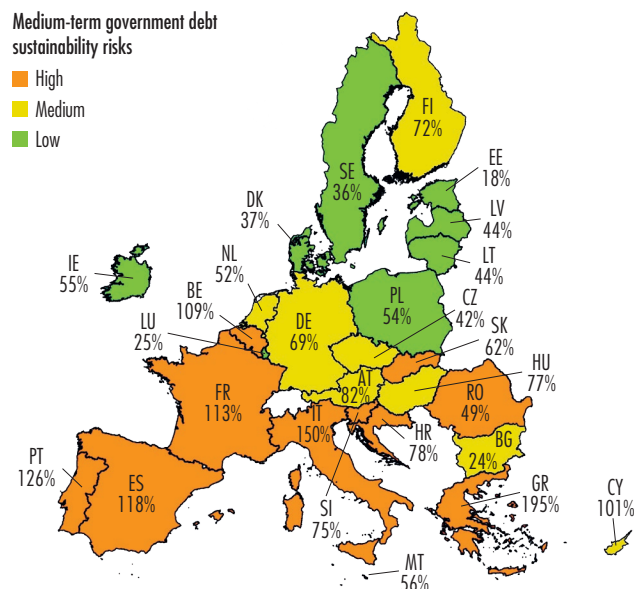 Medium-term government debt
sustainability risks
High
Medium
Low
FI
72%
SE
36%
EE
18%
DK
37%
LV
44%
IE
55%
NL
52%
LT
44%
BE
109%
PL
54%
CZ
42%
LU
25%
DE
69%
SK
62%
HU
77%
FR
113%
AT
82%
RO
49%
IT
150%
HR
78%
BG
24%
PT
126%
ES
118%
SI
75%
GR
195%
CY
101%
MT
56%